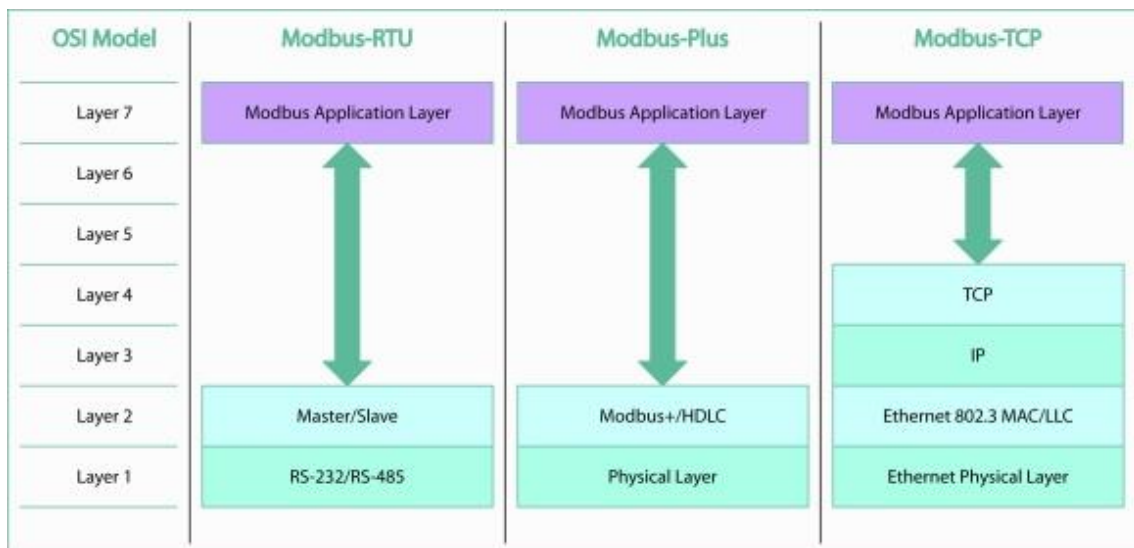 OSI Model Modbus-RTU Modbus-Plus Modbus-TCP
Layer 7 Modbus Application Layer Modbus Application Layer Modbus Application Layer
Layer 6
Layer 5
Layer 4 TCP
Layer 3 IP
Layer 2 Master/Slave Modbus+/HDLC Ethernet 802.3 MAC/LLC
Layer 1 RS-232/RS-485 Physical Layer Ethernet Physical Layer